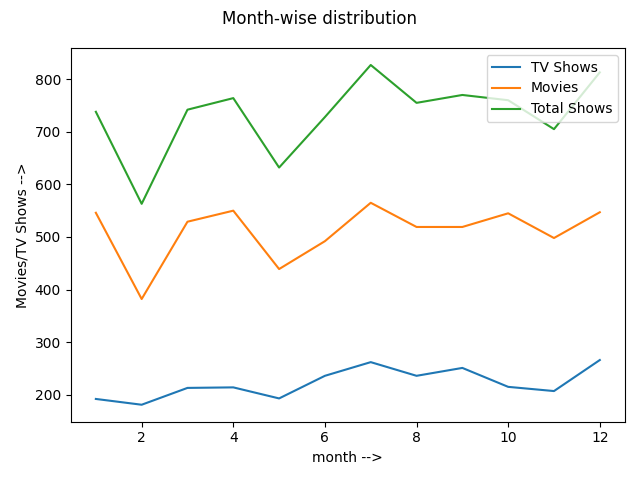 Month-wise distribution
TV Shows
Movies
Total Shows
Movies/TV Shows -->
800
700
600
500
400
300
200
2
4
6
8
10
12
month -->